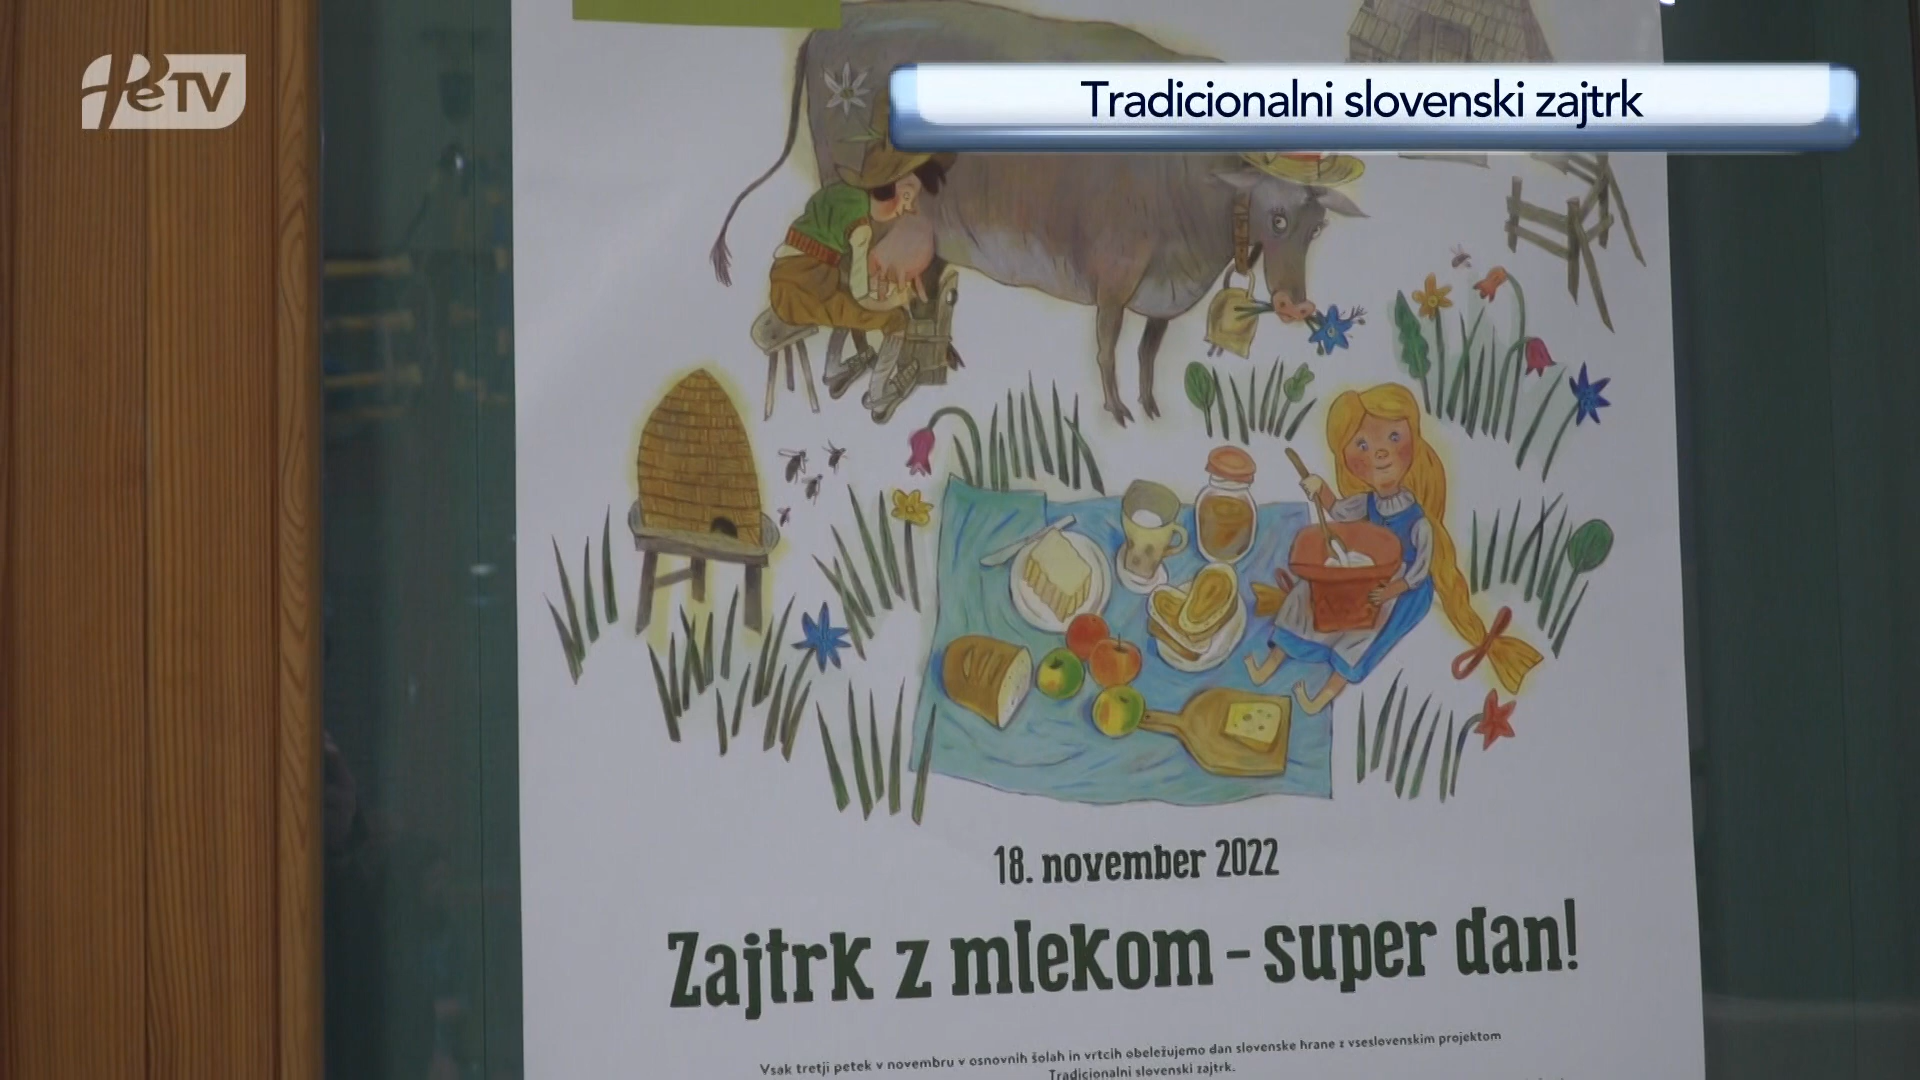 HeTV
Tradicionalni slovenski zajtrk
18. november 2022
Zajtrk z mlekom - super dan!
Vsak tretji petek v novembru v osnovnih šolah in vrtcih obeležujemo dan slovenske hrane z vseslovenskim projektom
Tradicionalni slovenski zajtrk.